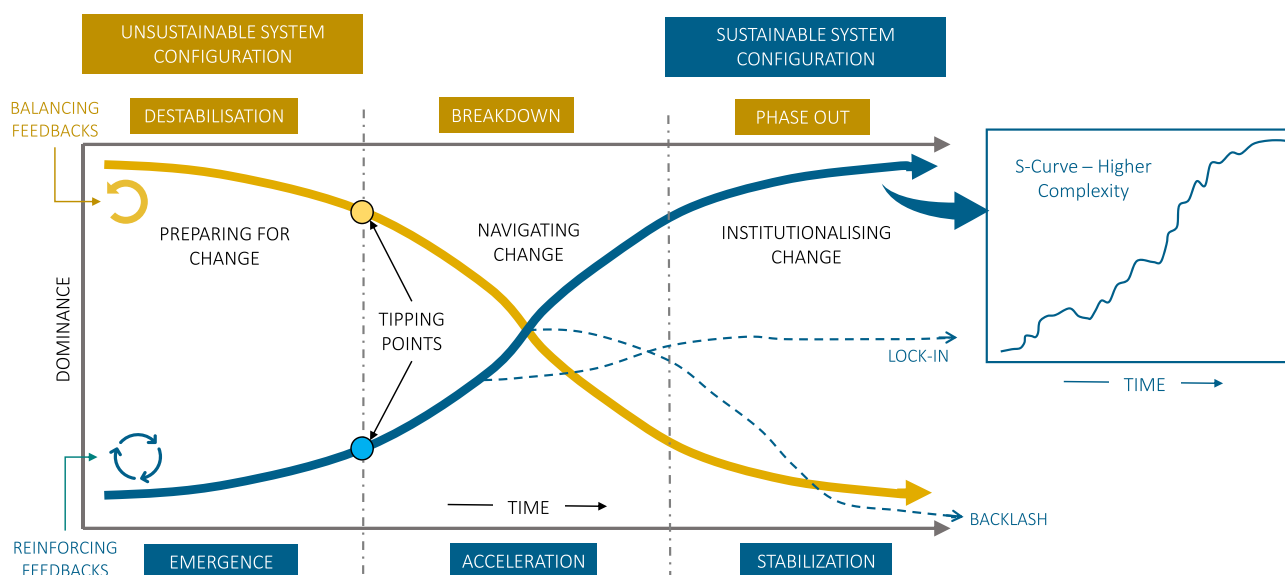 UNSUSTAINABLE SYSTEM
CONFIGURATION
SUSTAINABLE SYSTEM
CONFIGURATION
BALANCING
FEEDBACKS
DESTABILISATION
BREAKDOWN
PHASE OUT
S-Curve – Higher
Complexity
PREPARING FOR
CHANGE
NAVIGATING
CHANGE
INSTITUTIONALISING
CHANGE
DOMINANCE
TIPPING
POINTS
LOCK-IN
TIME
TIME
BACKLASH
REINFORCING
FEEDBACKS
EMERGENCE
ACCELERATION
STABILIZATION